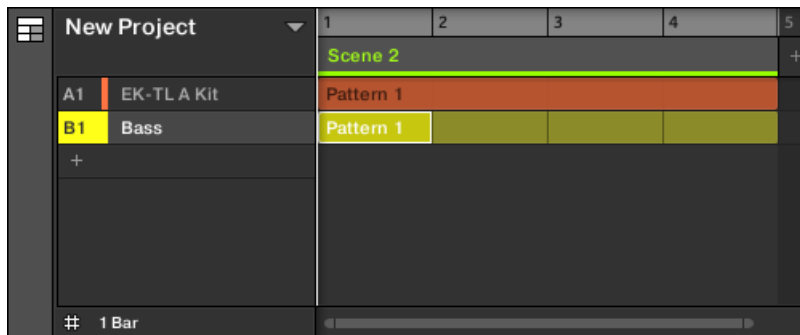 New Project
1 2 3 4 5
Scene 2 +
A1 EK-TL A Kit Pattern 1
B1 Bass Pattern 1
+
# 1 Bar